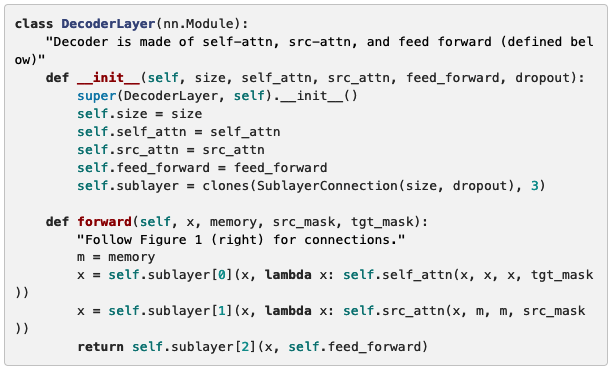 class DecoderLayer(nn.Module):
    "Decoder is made of self-attn, src-attn, and feed forward (defined bel
ow)"
    def __init__(self, size, self_attn, src_attn, feed_forward, dropout):
        super(DecoderLayer, self).__init__()
        self.size = size
        self.self_attn = self_attn
        self.src_attn = src_attn
        self.feed_forward = feed_forward
        self.sublayer = clones(SublayerConnection(size, dropout), 3)

    def forward(self, x, memory, src_mask, tgt_mask):
        "Follow Figure 1 (right) for connections."
        m = memory
        x = self.sublayer[0](x, lambda x: self.self_attn(x, x, x, tgt_mask
))
        x = self.sublayer[1](x, lambda x: self.src_attn(x, m, m, src_mask
))
        return self.sublayer[2](x, self.feed_forward)